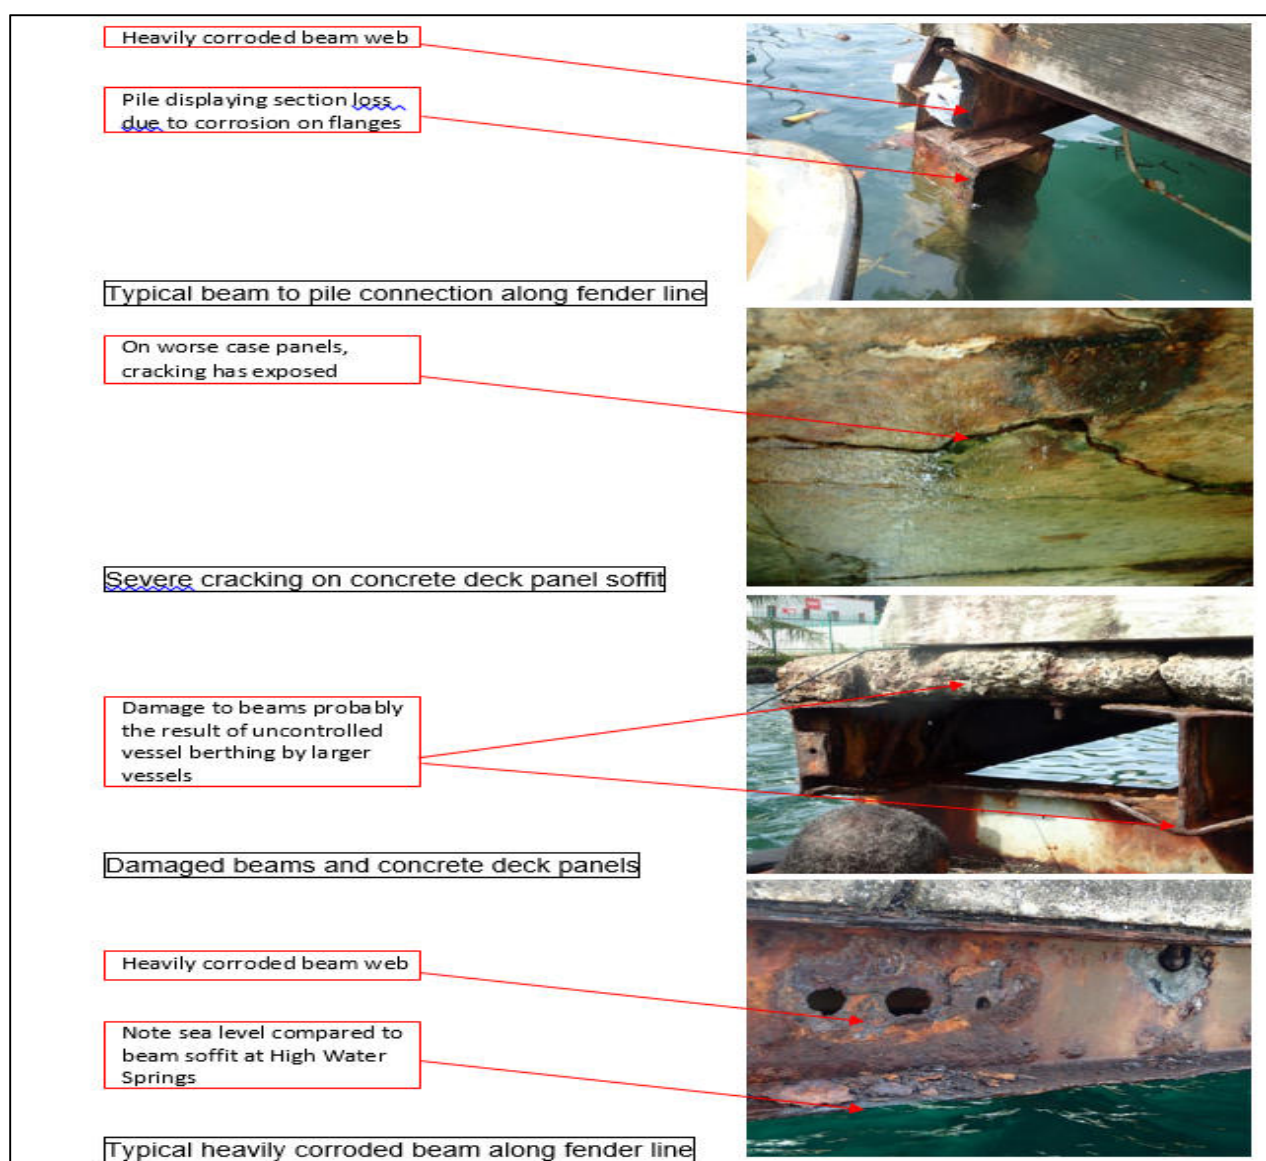 Heavily corroded beam web
Pile displaying section loss
due to corrosion on flanges
Typical beam to pile connection along fender line
On worse case panels,
cracking has exposed
Severe cracking on concrete deck panel soffit
Damage to beams probably
the result of uncontrolled
vessel berthing by larger
vessels
Damaged beams and concrete deck panels
Heavily corroded beam web
Note sea level compared to
beam soffit at High Water
Springs
Typical heavily corroded beam along fender line